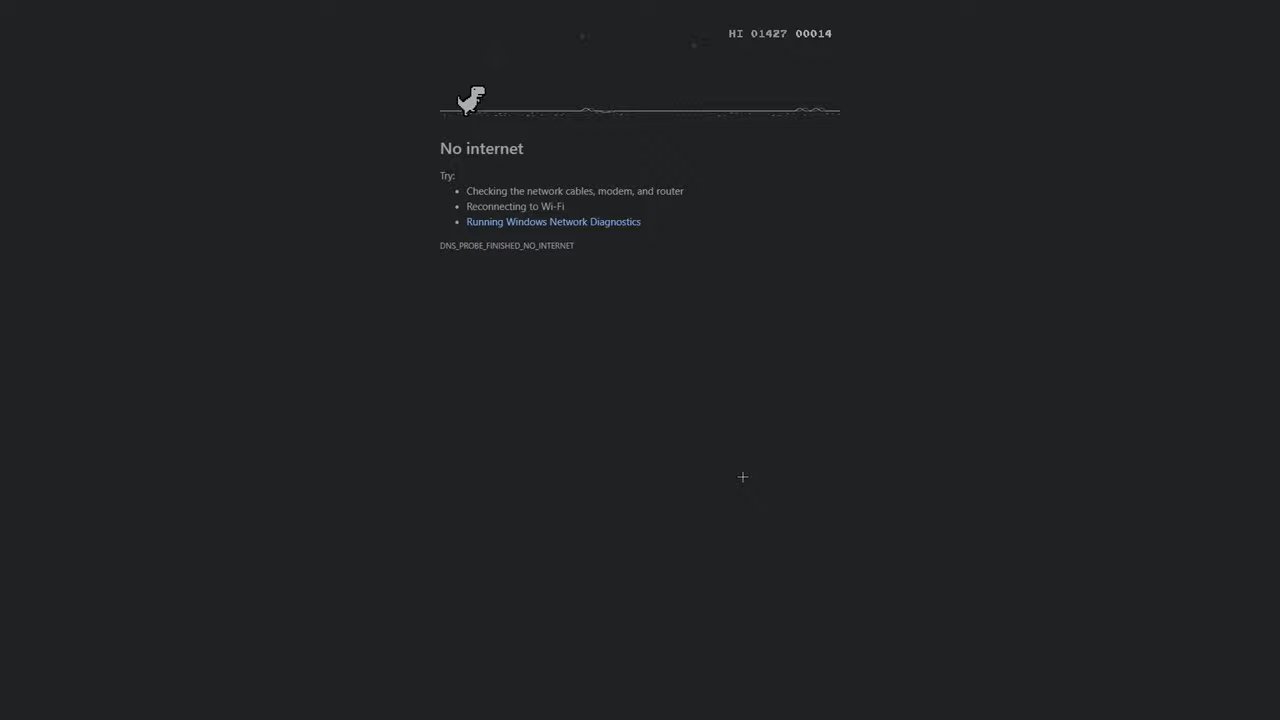 HI 01427 00014
No internet
Try:
Checking the network cables, modem, and router
Reconnecting to Wi-Fi
Running Windows Network Diagnostics
DNS_PROBE_FINISHED_NO_INTERNET